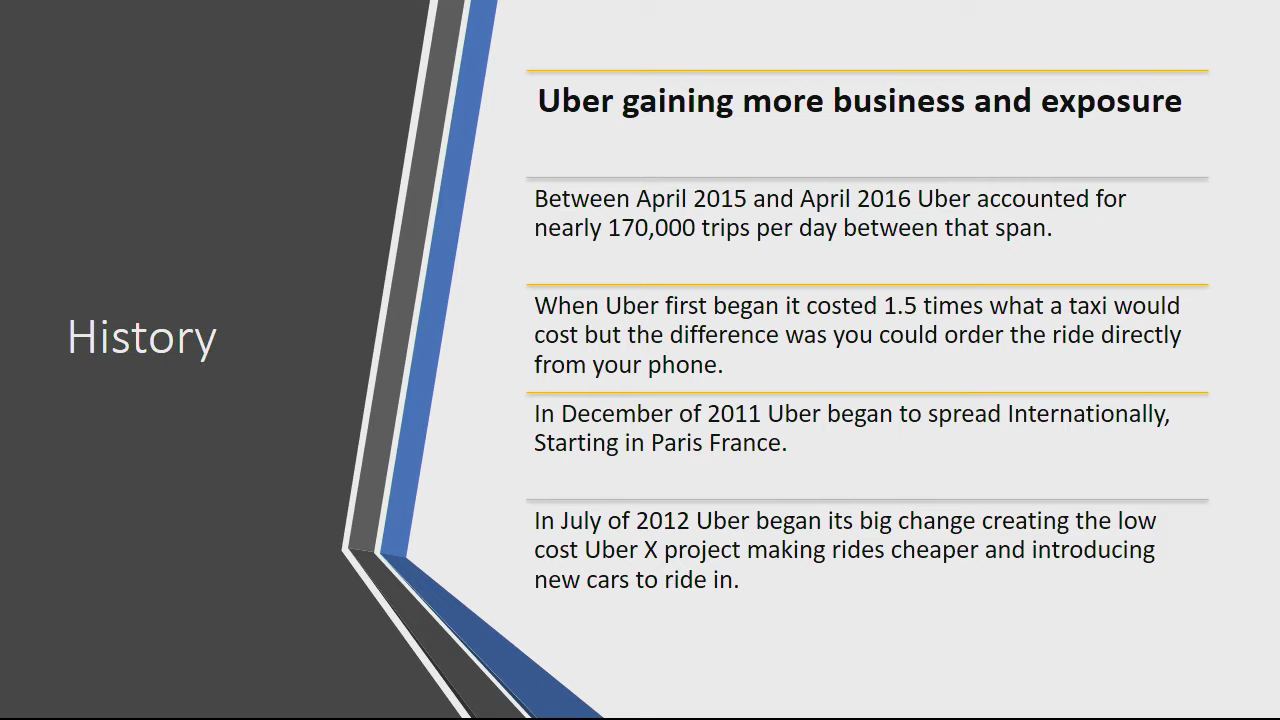 History
Uber gaining more business and exposure
Between April 2015 and April 2016 Uber accounted for
nearly 170,000 trips per day between that span.
When Uber first began it costed 1.5 times what a taxi would
cost but the difference was you could order the ride directly
from your phone.
In December of 2011 Uber began to spread Internationally,
Starting in Paris France.
In July of 2012 Uber began its big change creating the low
cost Uber X project making rides cheaper and introducing
new cars to ride in.